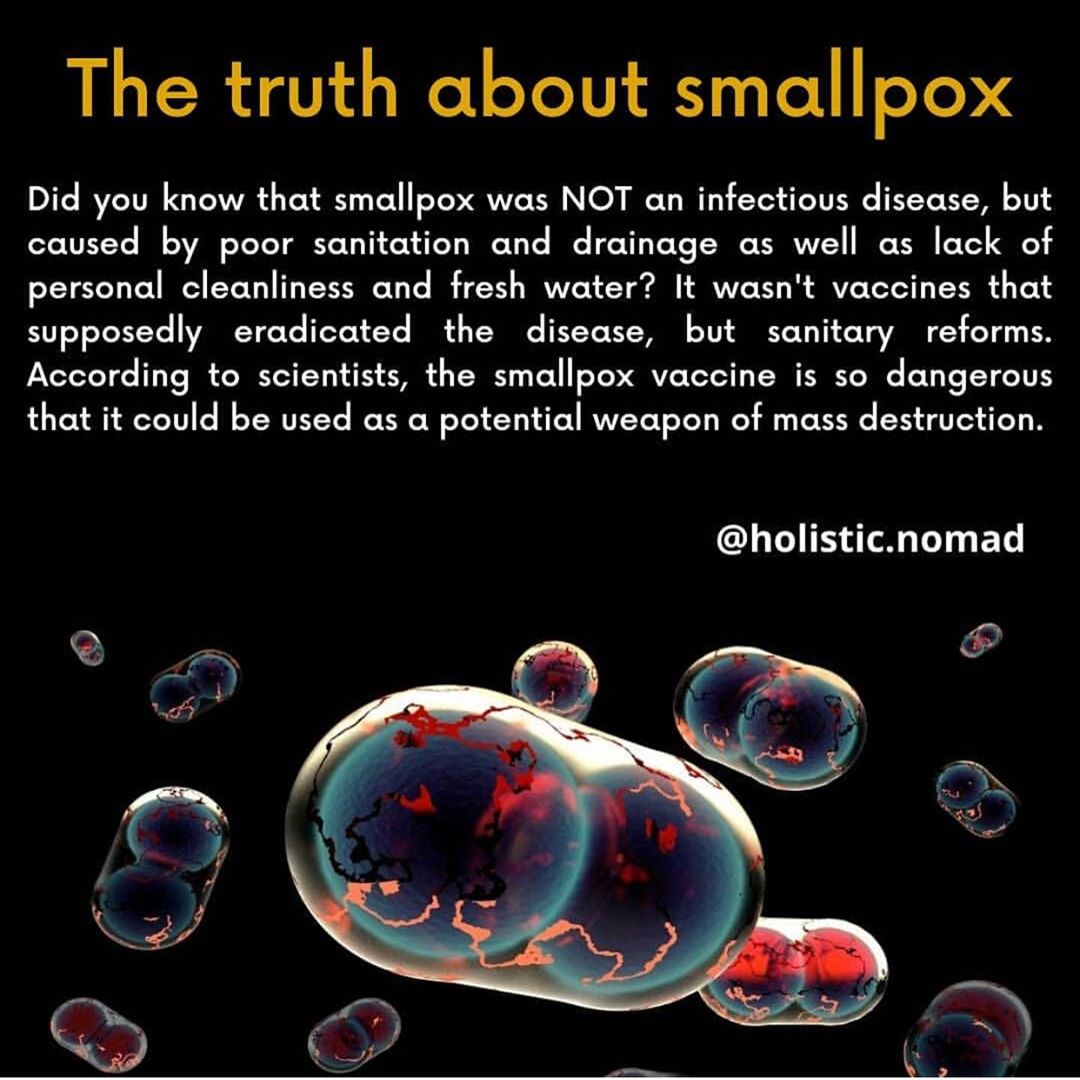 The truth about smallpox
Did you know that smallpox was NOT an infectious disease, but
caused by poor sanitation and drainage as well as lack of
personal cleanliness and fresh water? It wasn't vaccines that
supposedly eradicated the disease, but sanitary reforms.
According to scientists, the smallpox vaccine is so dangerous
that it could be used as a potential weapon of mass destruction.
@holistic.nomad